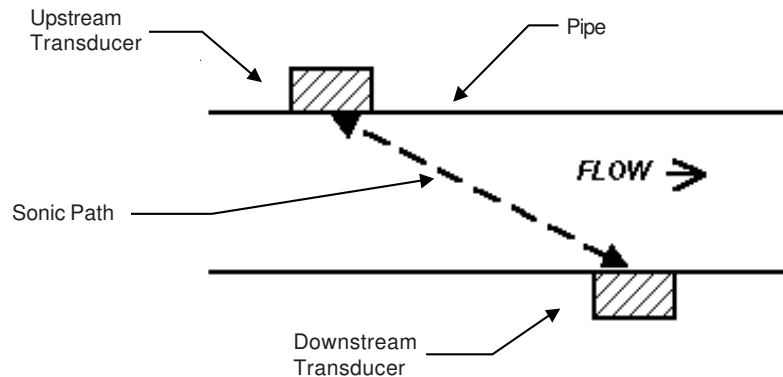 Upstream
Transducer
Pipe
FLOW
Sonic Path
Downstream
Transducer